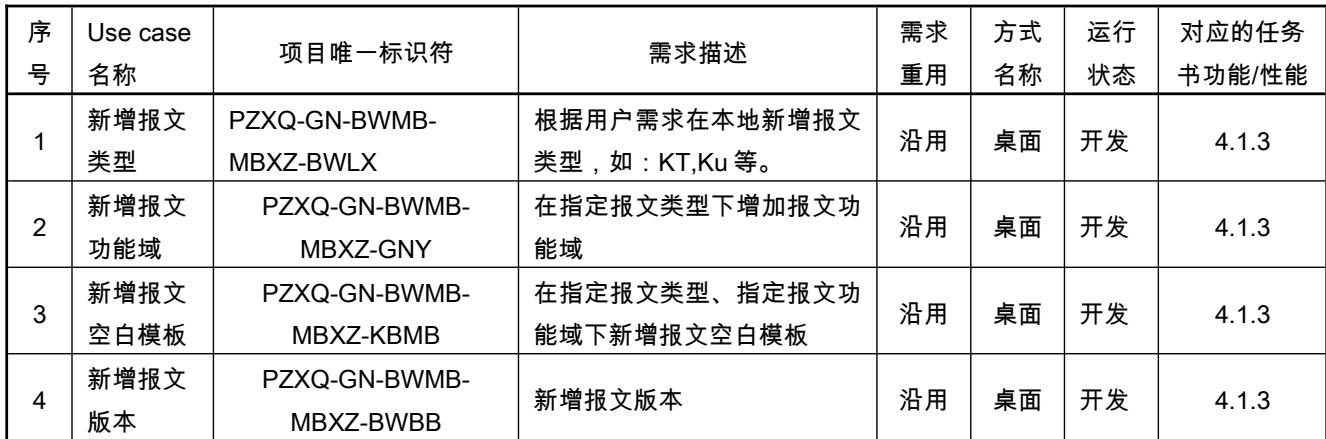 序号 Use case 名称 项目唯一标识符 需求描述 需求重用 方式名称 运行状态 对应的任务书功能/性能
1 新增报文类型 PZXQ-GN-BWMB-MBXZ-BWLX 根据用户需求在本地新增报文类型，如：KT,Ku 等。 沿用 桌面 开发 4.1.3
2 新增报文功能域 PZXQ-GN-BWMB-MBXZ-GNY 在指定报文类型下增加报文功能域 沿用 桌面 开发 4.1.3
3 新增报文空白模板 PZXQ-GN-BWMB-MBXZ-KBMB 在指定报文类型、指定报文功能域下新增报文空白模板 沿用 桌面 开发 4.1.3
4 新增报文版本 PZXQ-GN-BWMB-MBXZ-BWBB 新增报文版本 沿用 桌面 开发 4.1.3